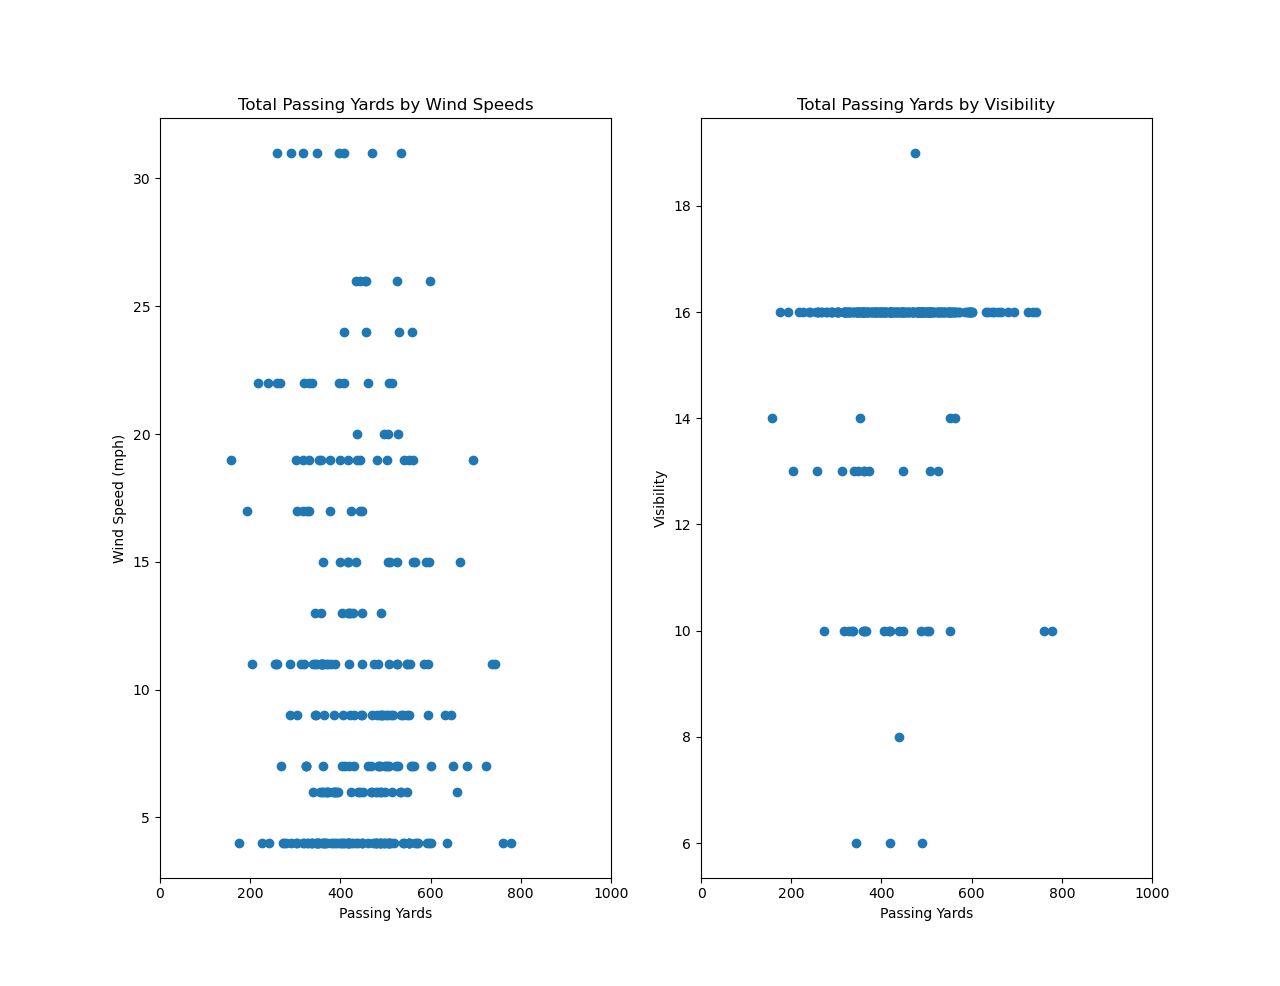 Total Passing Yards by Wind Speeds
Wind Speed (mph)
30
25
20
15
10
5
0 200 400 600 800 1000
Passing Yards
Total Passing Yards by Visibility
Visibility
18
16
14
12
10
8
6
0 200 400 600 800 1000
Passing Yards